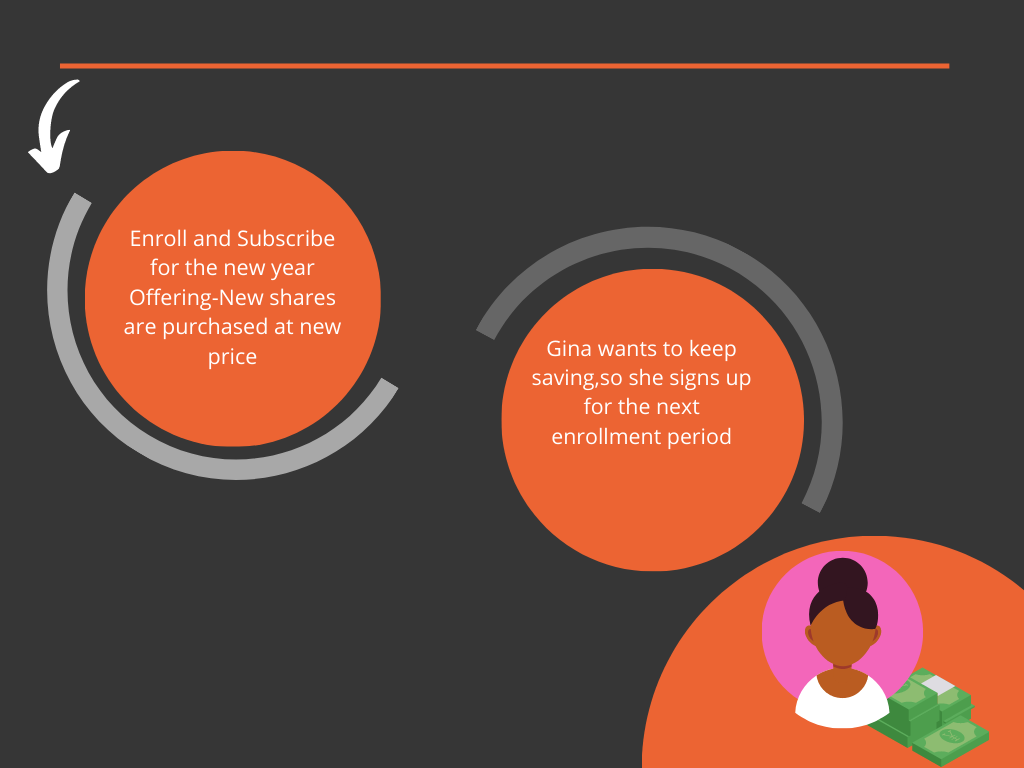 Enroll and Subscribe
for the new year
Offering-New shares
are purchased at new
price
Gina wants to keep
saving,so she signs up
for the next
enrollment period